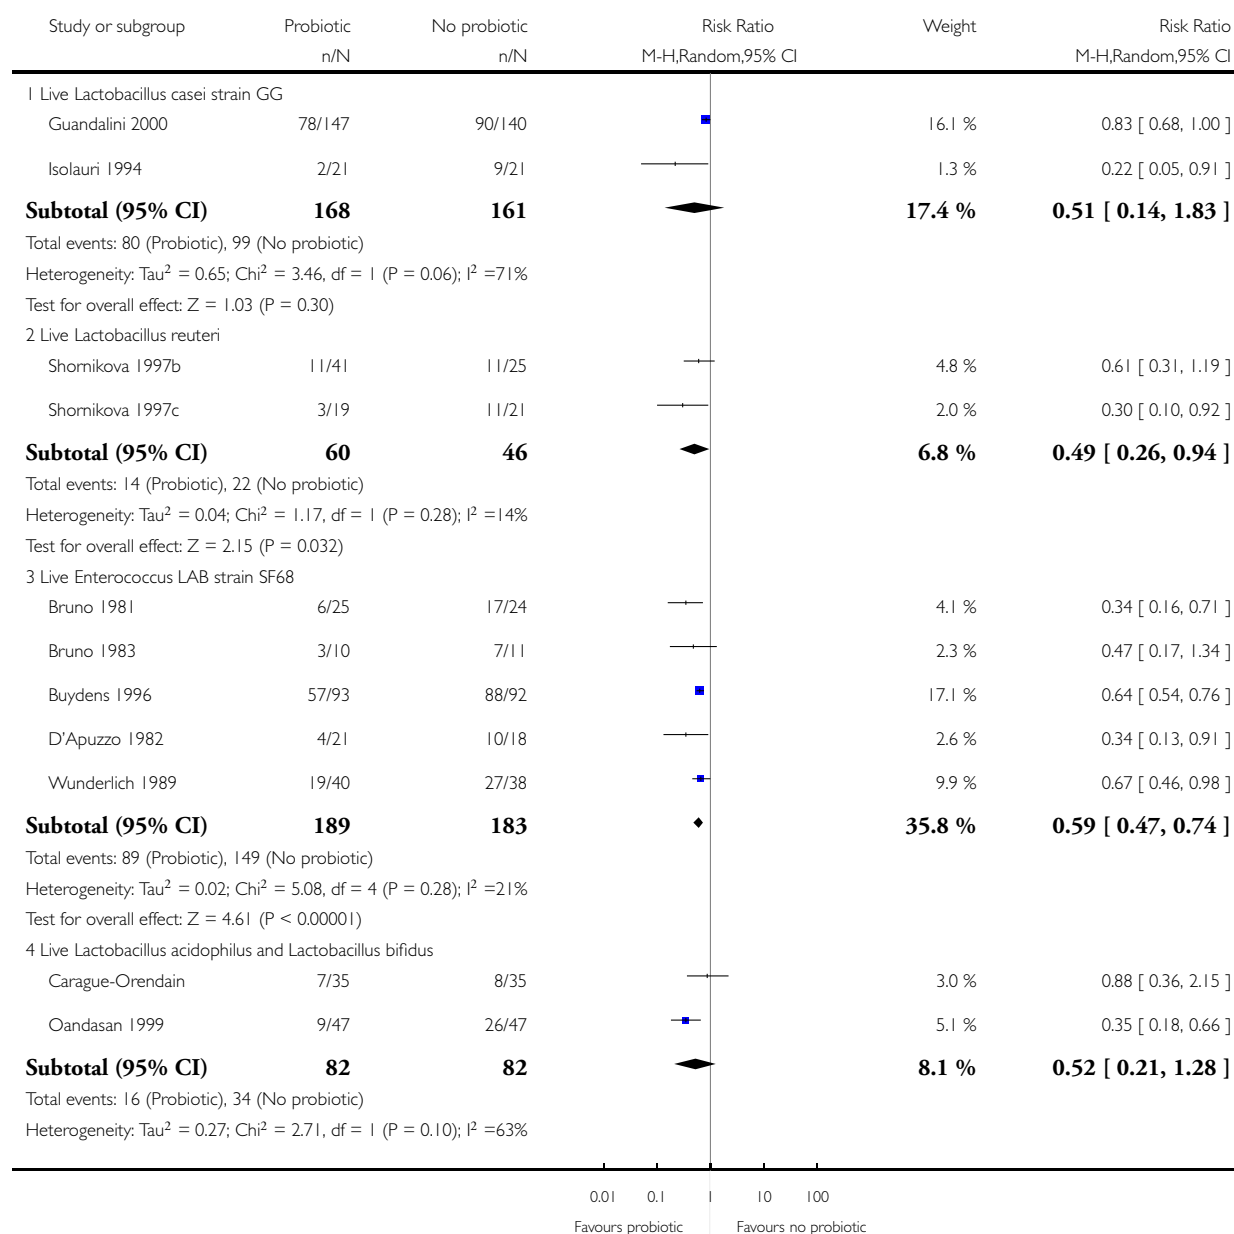 Study or subgroup Probiotic No probiotic Risk Ratio Weight Risk Ratio
n/N n/N M-H,Random,95% CI M-H,Random,95% CI
1 Live Lactobacillus casei strain GG
Guandalini 2000 78/147 90/140 16.1 % 0.83 [ 0.68, 1.00 ]
Isolauri 1994 2/21 9/21 1.3 % 0.22 [ 0.05, 0.91 ]
Subtotal (95% CI) 168 161 17.4 % 0.51 [ 0.14, 1.83 ]
Total events: 80 (Probiotic), 99 (No probiotic)
Heterogeneity: Tau² = 0.65; Chi² = 3.46, df = 1 (P = 0.06); I² =71%
Test for overall effect: Z = 1.03 (P = 0.30)
2 Live Lactobacillus reuteri
Shornikova 1997b 11/41 11/25 4.8 % 0.61 [ 0.31, 1.19 ]
Shornikova 1997c 3/19 11/21 2.0 % 0.30 [ 0.10, 0.92 ]
Subtotal (95% CI) 60 46 6.8 % 0.49 [ 0.26, 0.94 ]
Total events: 14 (Probiotic), 22 (No probiotic)
Heterogeneity: Tau² = 0.04; Chi² = 1.17, df = 1 (P = 0.28); I² =14%
Test for overall effect: Z = 2.15 (P = 0.032)
3 Live Enterococcus LAB strain SF68
Bruno 1981 6/25 17/24 4.1 % 0.34 [ 0.16, 0.71 ]
Bruno 1983 3/10 7/11 2.3 % 0.47 [ 0.17, 1.34 ]
Buydens 1996 57/93 88/92 17.1 % 0.64 [ 0.54, 0.76 ]
D'Apuzzo 1982 4/21 10/18 2.6 % 0.34 [ 0.13, 0.91 ]
Wunderlich 1989 19/40 27/38 9.9 % 0.67 [ 0.46, 0.98 ]
Subtotal (95% CI) 189 183 35.8 % 0.59 [ 0.47, 0.74 ]
Total events: 89 (Probiotic), 149 (No probiotic)
Heterogeneity: Tau² = 0.02; Chi² = 5.08, df = 4 (P = 0.28); I² =21%
Test for overall effect: Z = 4.61 (P < 0.00001)
4 Live Lactobacillus acidophilus and Lactobacillus bifidus
Carague-Orendain 7/35 8/35 3.0 % 0.88 [ 0.36, 2.15 ]
Oandasan 1999 9/47 26/47 5.1 % 0.35 [ 0.18, 0.66 ]
Subtotal (95% CI) 82 82 8.1 % 0.52 [ 0.21, 1.28 ]
Total events: 16 (Probiotic), 34 (No probiotic)
Heterogeneity: Tau² = 0.27; Chi² = 2.71, df = 1 (P = 0.10); I² =63%
0.01 0.1 1 10 100
Favours probiotic Favours no probiotic